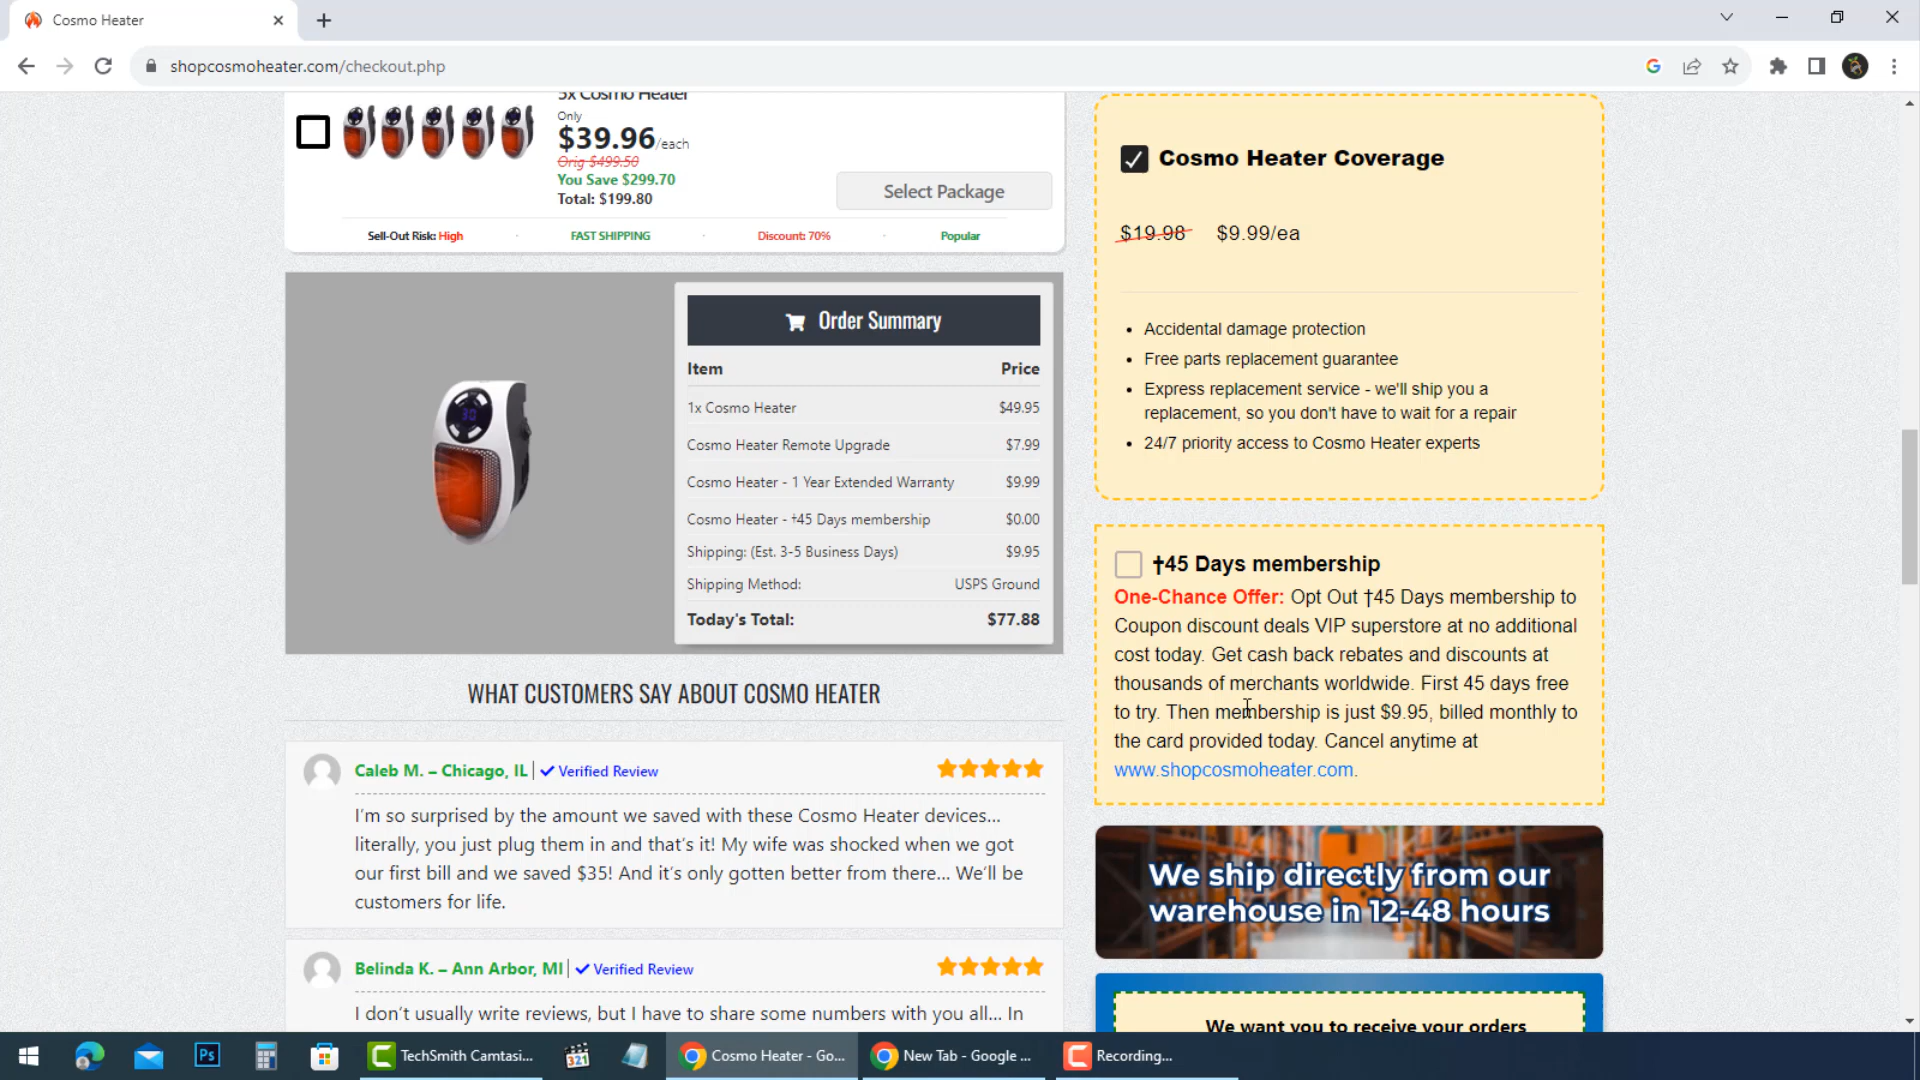 Cosmo Heater
shopcosmoheater.com/checkout.php
5x Cosmo Heater
Only
$39.96/each
Orig $499.50
You Save $299.70
Total: $199.80
Select Package
Sell-Out Risk: High
FAST SHIPPING
Discount: 70%
Popular
Order Summary
Item Price
1x Cosmo Heater $49.95
Cosmo Heater Remote Upgrade $7.99
Cosmo Heater - 1 Year Extended Warranty $9.99
Cosmo Heater - †45 Days membership $0.00
Shipping: (Est. 3-5 Business Days) $9.95
Shipping Method: USPS Ground
Today's Total: $77.88
WHAT CUSTOMERS SAY ABOUT COSMO HEATER
Caleb M. – Chicago, IL Verified Review
I'm so surprised by the amount we saved with these Cosmo Heater devices...
literally, you just plug them in and that's it! My wife was shocked when we got
our first bill and we saved $35! And it's only gotten better from there... We'll be
customers for life.
Belinda K. – Ann Arbor, MI Verified Review
I don't usually write reviews, but I have to share some numbers with you all... In
Cosmo Heater Coverage
$19.98 $9.99/ea
• Accidental damage protection
• Free parts replacement guarantee
• Express replacement service - we'll ship you a
replacement, so you don't have to wait for a repair
• 24/7 priority access to Cosmo Heater experts
†45 Days membership
One-Chance Offer: Opt Out †45 Days membership to
Coupon discount deals VIP superstore at no additional
cost today. Get cash back rebates and discounts at
thousands of merchants worldwide. First 45 days free
to try. Then membership is just $9.95, billed monthly to
the card provided today. Cancel anytime at
www.shopcosmoheater.com.
We ship directly from our
warehouse in 12-48 hours
We want you to receive your orders
Ps
321
TechSmith Camtasi...
Cosmo Heater - Go...
New Tab - Google ...
Recording...